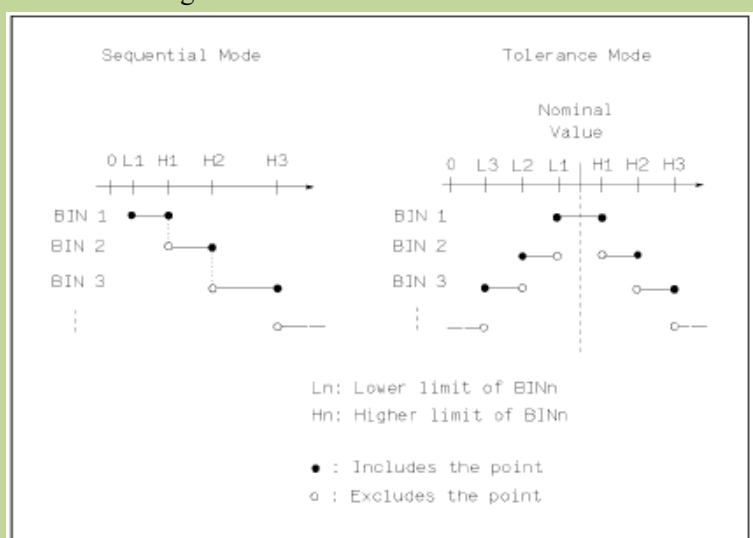 Sequential Mode
Tolerance Mode
Nominal
Value
0 L1 H1 H2 H3
0 L3 L2 L1 H1 H2 H3
BIN 1
BIN 2
BIN 3
BIN 1
BIN 2
BIN 3
Ln: Lower limit of BINn
Hn: Higher limit of BINn
● : Includes the point
o : Excludes the point